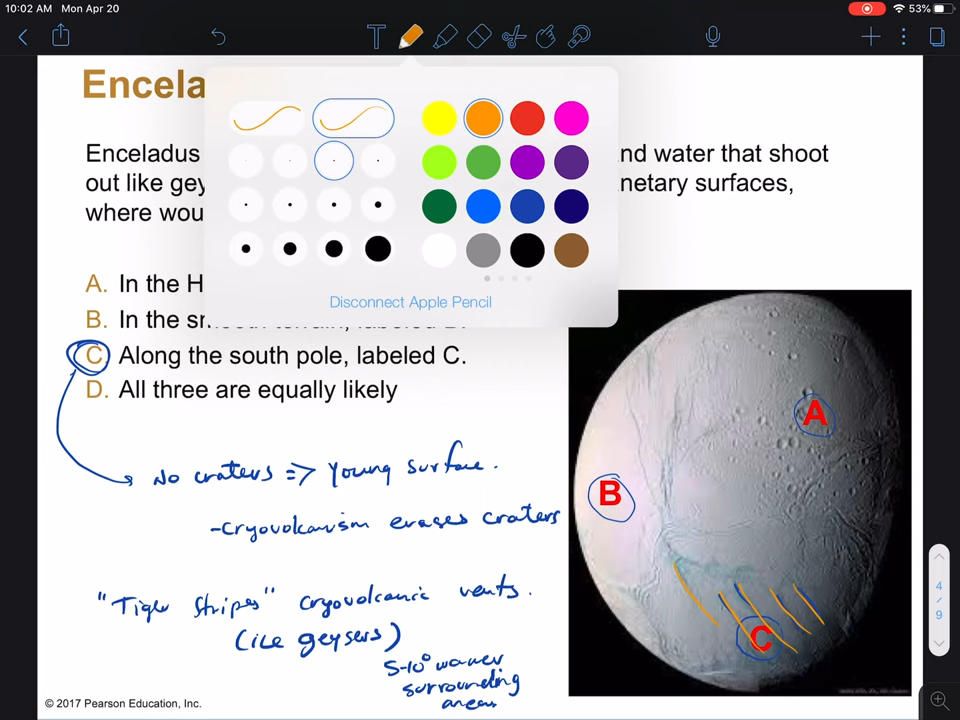 10:02 AM Mon Apr 20
53%
T
Encela
Enceladus
nd water that shoot
out like gey
netary surfaces,
where wou
Disconnect Apple Pencil
A. In the H
B. In the smooth terrain, labeled B.
C. Along the south pole, labeled C.
D. All three are equally likely
No craters => Young surface.
-Cryovolcanism erases craters
"Tiger Stripes" cryovolcanic vents.
(ice geysers)
5-10° warmer
surrounding
areas
A
B
C
4
9
© 2017 Pearson Education, Inc.